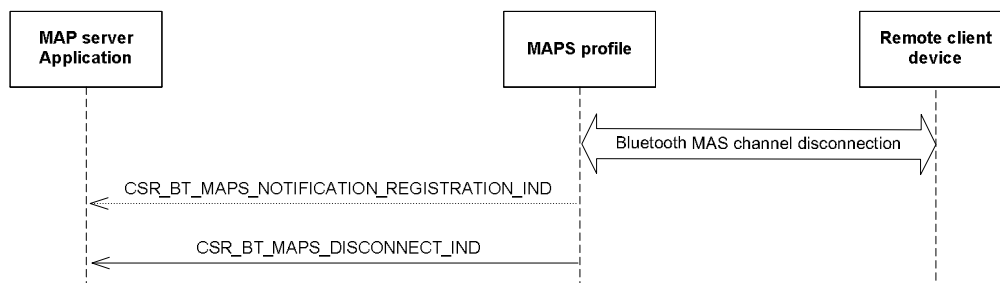 MAP server
Application
MAPS profile
Remote client
device
Bluetooth MAS channel disconnection
CSR_BT_MAPS_NOTIFICATION_REGISTRATION_IND
CSR_BT_MAPS_DISCONNECT_IND